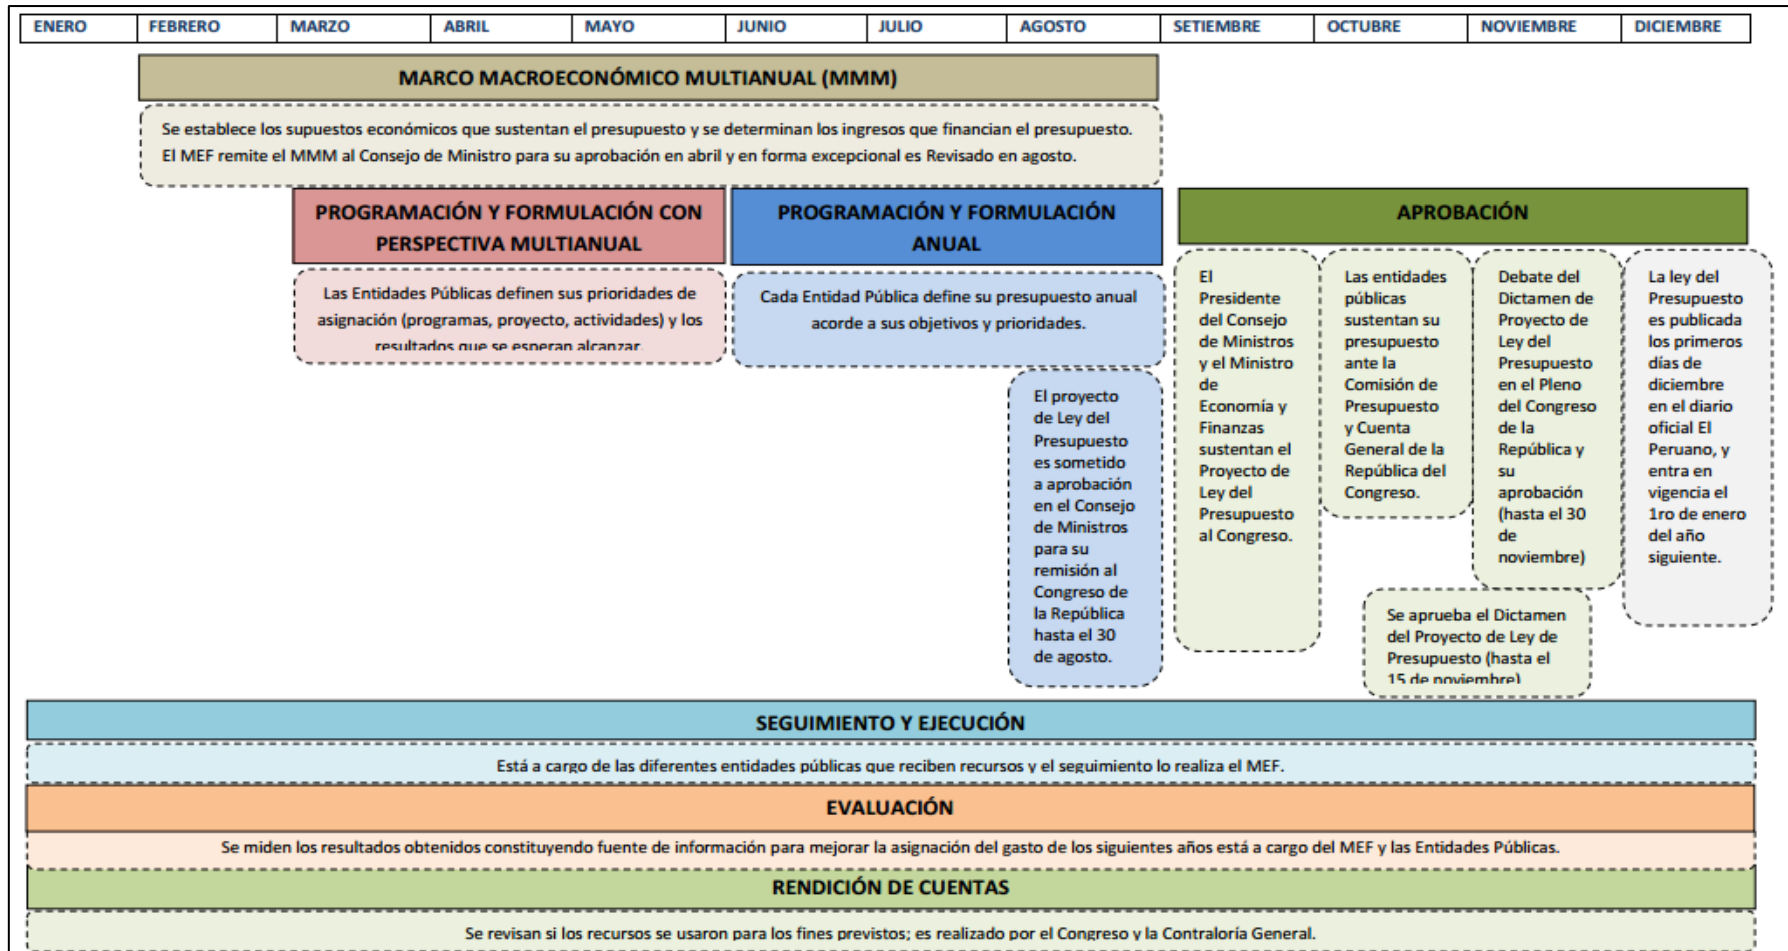 ENERO FEBRERO MARZO ABRIL MAYO JUNIO JULIO AGOSTO SETIEMBRE OCTUBRE NOVIEMBRE DICIEMBRE
MARCO MACROECONÓMICO MULTIANUAL (MMM)
Se establece los supuestos económicos que sustentan el presupuesto y se determinan los ingresos que financian el presupuesto.
El MEF remite el MMM al Consejo de Ministro para su aprobación en abril y en forma excepcional es Revisado en agosto.
PROGRAMACIÓN Y FORMULACIÓN CON
PERSPECTIVA MULTIANUAL
Las Entidades Públicas definen sus prioridades de
asignación (programas, proyecto, actividades) y los
resultados que se esperan alcanzar.
PROGRAMACIÓN Y FORMULACIÓN
ANUAL
Cada Entidad Pública define su presupuesto anual
acorde a sus objetivos y prioridades.
El proyecto
de Ley del
Presupuesto
es sometido
a aprobación
en el Consejo
de Ministros
para su
remisión al
Congreso de
la República
hasta el 30
de agosto.
APROBACIÓN
El
Presidente
del Consejo
de Ministros
y el Ministro
de
Economía y
Finanzas
sustentan el
Proyecto de
Ley del
Presupuesto
al Congreso.
Las entidades
públicas
sustentan su
presupuesto
ante la
Comisión de
Presupuesto
y Cuenta
General de la
República del
Congreso.
Debate del
Dictamen de
Proyecto de
Ley del
Presupuesto
en el Pleno
del Congreso
de la
República y
su
aprobación
(hasta el 30
de
noviembre)
La ley del
Presupuesto
es publicada
los primeros
días de
diciembre
en el diario
oficial El
Peruano, y
entra en
vigencia el
1ro de enero
del año
siguiente.
Se aprueba el Dictamen
del Proyecto de Ley de
Presupuesto (hasta el
15 de noviembre)
SEGUIMIENTO Y EJECUCIÓN
Está a cargo de las diferentes entidades públicas que reciben recursos y el seguimiento lo realiza el MEF.
EVALUACIÓN
Se miden los resultados obtenidos constituyendo fuente de información para mejorar la asignación del gasto de los siguientes años está a cargo del MEF y las Entidades Públicas.
RENDICIÓN DE CUENTAS
Se revisan si los recursos se usaron para los fines previstos; es realizado por el Congreso y la Contraloría General.